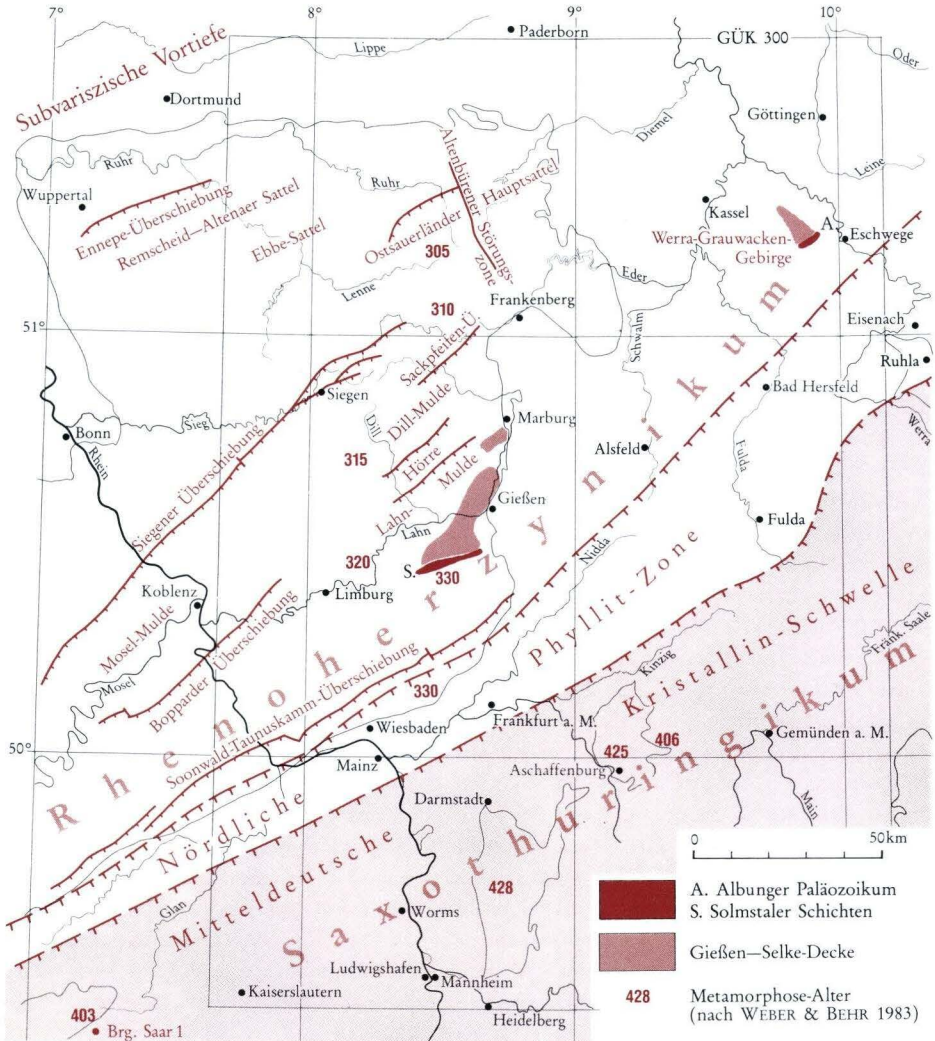 7°
8°
9°
10°
Paderborn
GÜK 300
Lippe
Oder
Subvariszische Vortiefe
Dortmund
Göttingen
Diemel
Leine
Ruhr
Ruhr
Altenbürener Störungs-
zone
Wuppertal
Ennepe-Überschiebung
Remscheid—Altenaer Sattel
Ebbe-Sattel
Ostsauerländer Hauptsattel
305
Kassel
A.
Eschwege
Werra-Grauwacken-
Gebirge
Eder
Lenne
310
Frankenberg
51°
Schwalm
Eisenach
Ruhla
Sackpfeifen-Ü.
Siegen
Bad Hersfeld
Dill-Mulde
Dill
Marburg
Werra
Sieg
Bonn
Rhein
315
Hörre
Alsfeld
Fulda
Lahn-
Mulde
Gießen
Fulda
Siegener Überschiebung
Lahn
Nidda
320
S.
330
Limburg
Koblenz
Mosel-Mulde
Mosel
Bopparder
Überschiebung
Rhenoherzynikum
Phyllit-Zone
Kristallin-Schwelle
Fränk. Saale
Kinzig
Soonwald-Taunuskamm-Überschiebung
330
Wiesbaden
Frankfurt a. M.
50°
425
406
Gemünden a. M.
Mainz
Aschaffenburg
Main
Nördliche
Darmstadt
Mitteldeutsche
Saxothuringikum
Glan
428
Worms
Ludwigshafen
Mannheim
Kaiserslautern
Heidelberg
403
Brg. Saar 1
0
50km
A. Albunger Paläozoikum
S. Solmstaler Schichten
Gießen—Selke-Decke
428
Metamorphose-Alter
(nach WEBER & BEHR 1983)